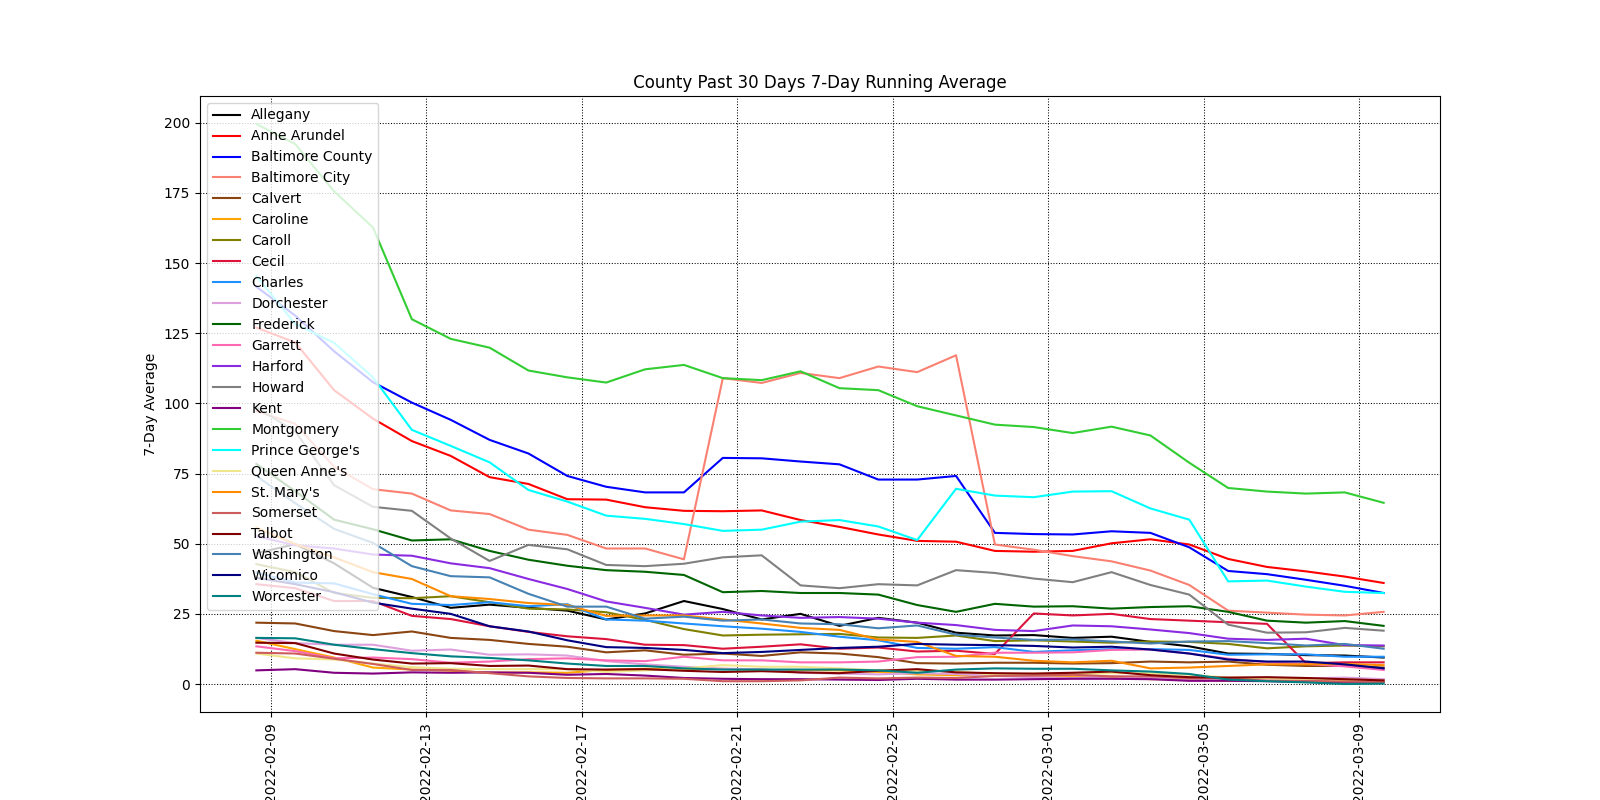 County Past 30 Days 7-Day Running Average
7-Day Average
200
175
150
125
100
75
50
25
0
Allegany
Anne Arundel
Baltimore County
Baltimore City
Calvert
Caroline
Caroll
Cecil
Charles
Dorchester
Frederick
Garrett
Harford
Howard
Kent
Montgomery
Prince George's
Queen Anne's
St. Mary's
Somerset
Talbot
Washington
Wicomico
Worcester
2022-02-09
2022-02-13
2022-02-17
2022-02-21
2022-02-25
2022-03-01
2022-03-05
2022-03-09